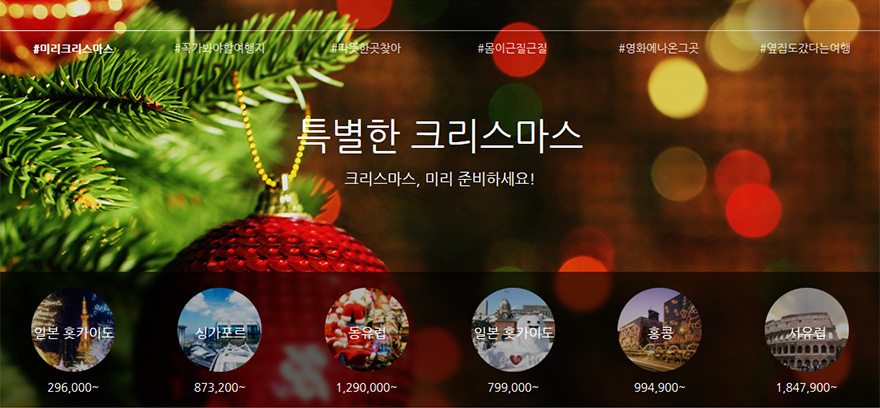 #미리크리스마스 #꼭가봐야할여행지 #따뜻한곳찾아 #몸이근질근질 #영화에나온그곳 #옆집도갔다는여행
특별한 크리스마스
크리스마스, 미리 준비하세요!
일본 홋카이도 싱가포르 동유럽 일본 홋카이도 홍콩 서유럽
296,000~ 873,200~ 1,290,000~ 799,000~ 994,900~ 1,847,900~